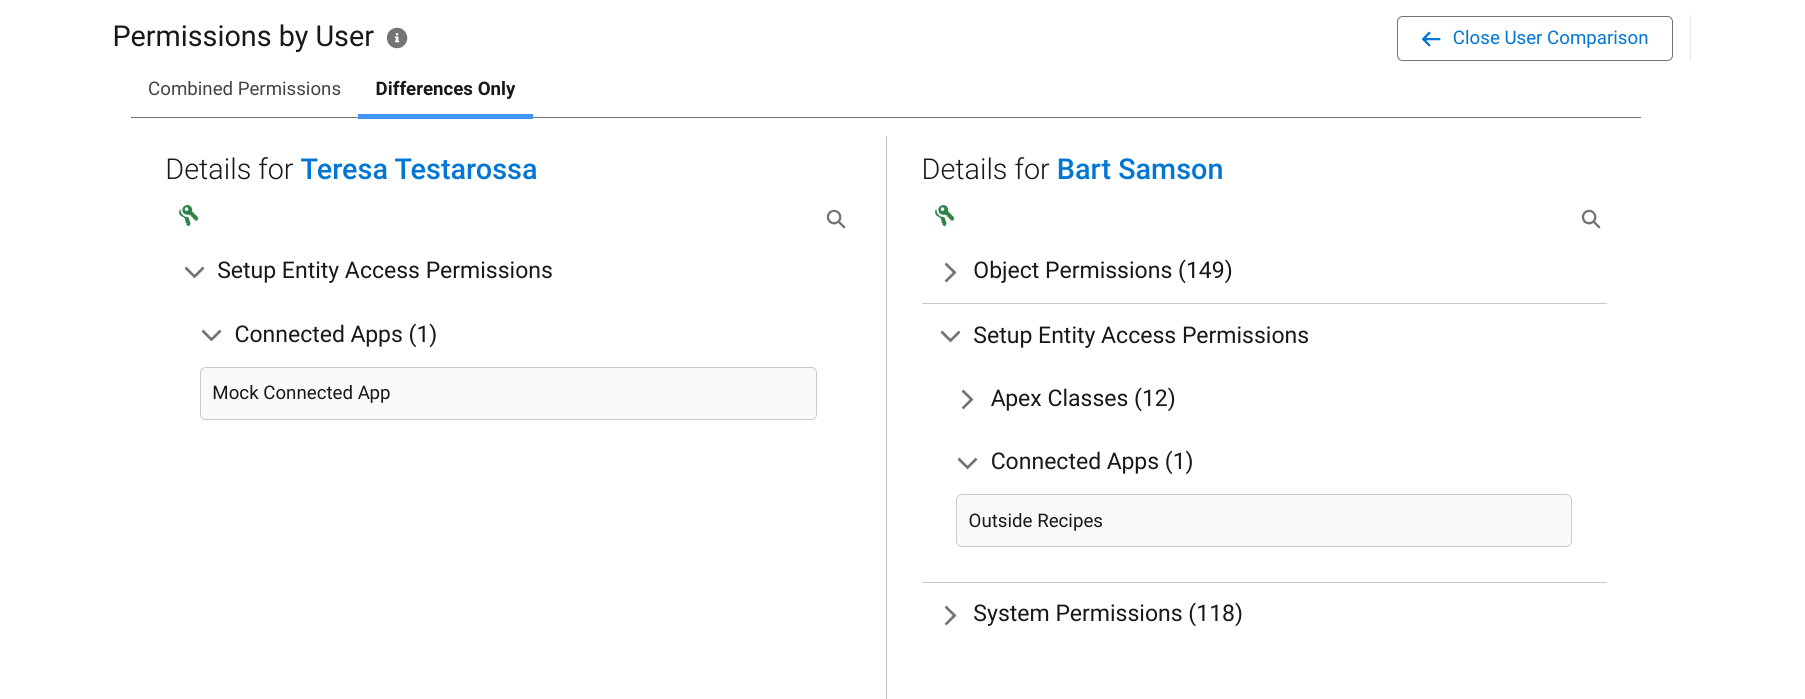 Permissions by User
Close User Comparison
Combined Permissions
Differences Only
Details for Teresa Testarossa
Setup Entity Access Permissions
Connected Apps (1)
Mock Connected App
Details for Bart Samson
Object Permissions (149)
Setup Entity Access Permissions
Apex Classes (12)
Connected Apps (1)
Outside Recipes
System Permissions (118)